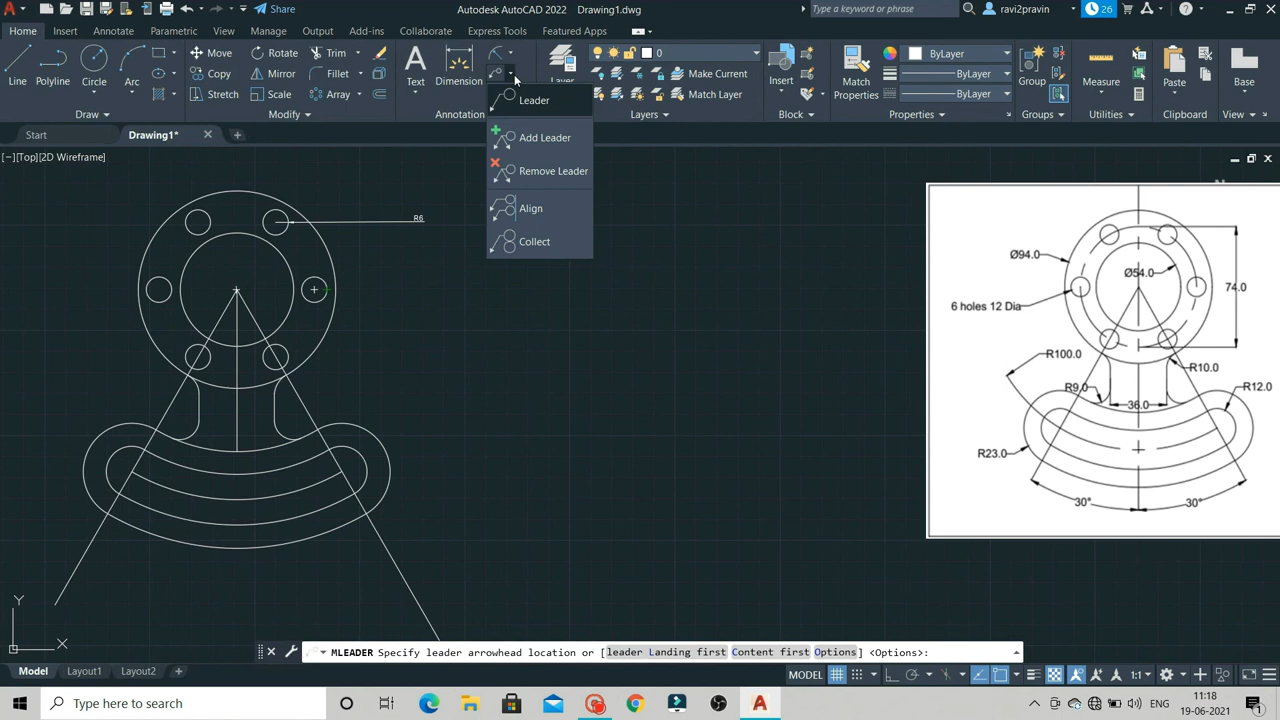 Share
Autodesk AutoCAD 2022 Drawing1.dwg
Type a keyword or phrase
ravi2pravin
26
Home Insert Annotate Parametric View Manage Output Add-ins Collaborate Express Tools Featured Apps
Line
Polyline
Circle
Arc
Draw
Move
Rotate
Trim
Copy
Mirror
Fillet
Stretch
Scale
Array
Modify
Text
Dimension
Annotation
Layer
0
Make Current
Match Layer
Layers
Insert
Block
Match
Properties
ByLayer
ByLayer
ByLayer
Properties
Group
Groups
Measure
Utilities
Paste
Clipboard
Base
View
Leader
Add Leader
Remove Leader
Align
Collect
Start
Drawing1*
[−][Top][2D Wireframe]
R6
Ø94.0
Ø54.0
74.0
6 holes 12 Dia
R100.0
R10.0
R9.0
R12.0
36.0
R23.0
30°
30°
Y
X
MLEADER Specify leader arrowhead location or [leader Landing first Content first Options] <Options>:
Model Layout1 Layout2
MODEL
1:1
Type here to search
ENG
11:18
19-06-2021
1